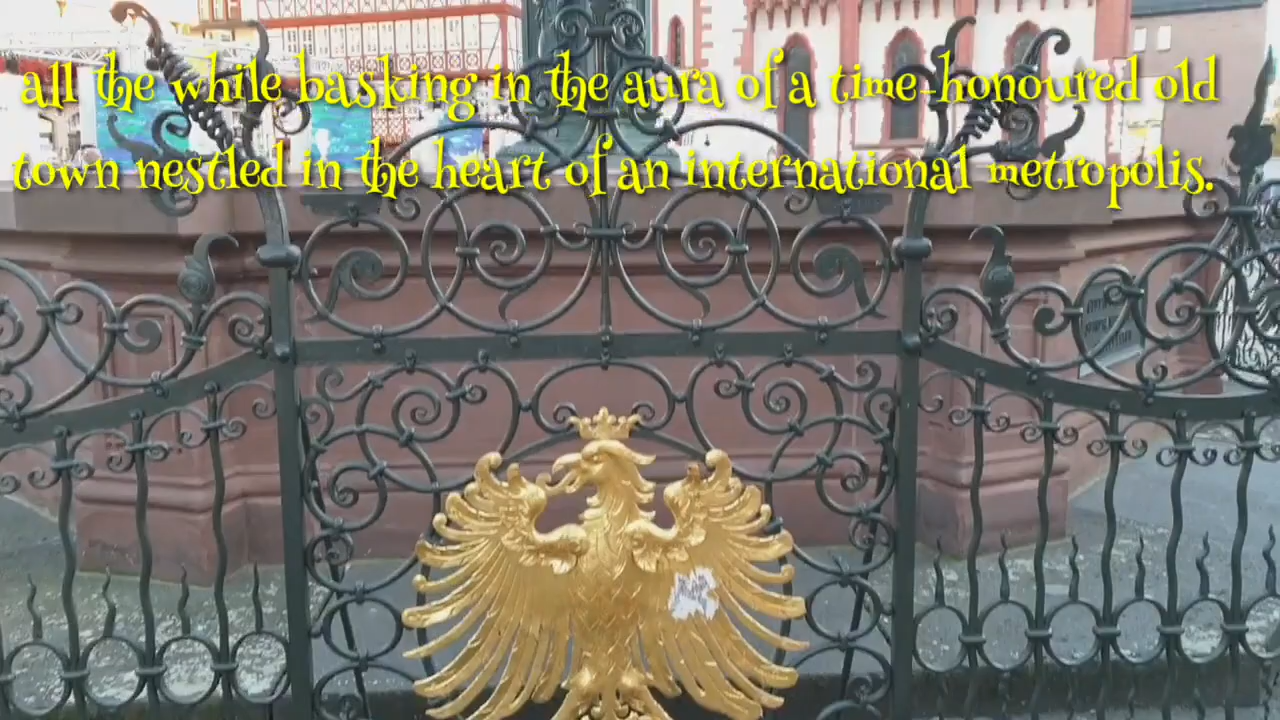 all the while basking in the aura of a time-honoured old
town nestled in the heart of an international metropolis.